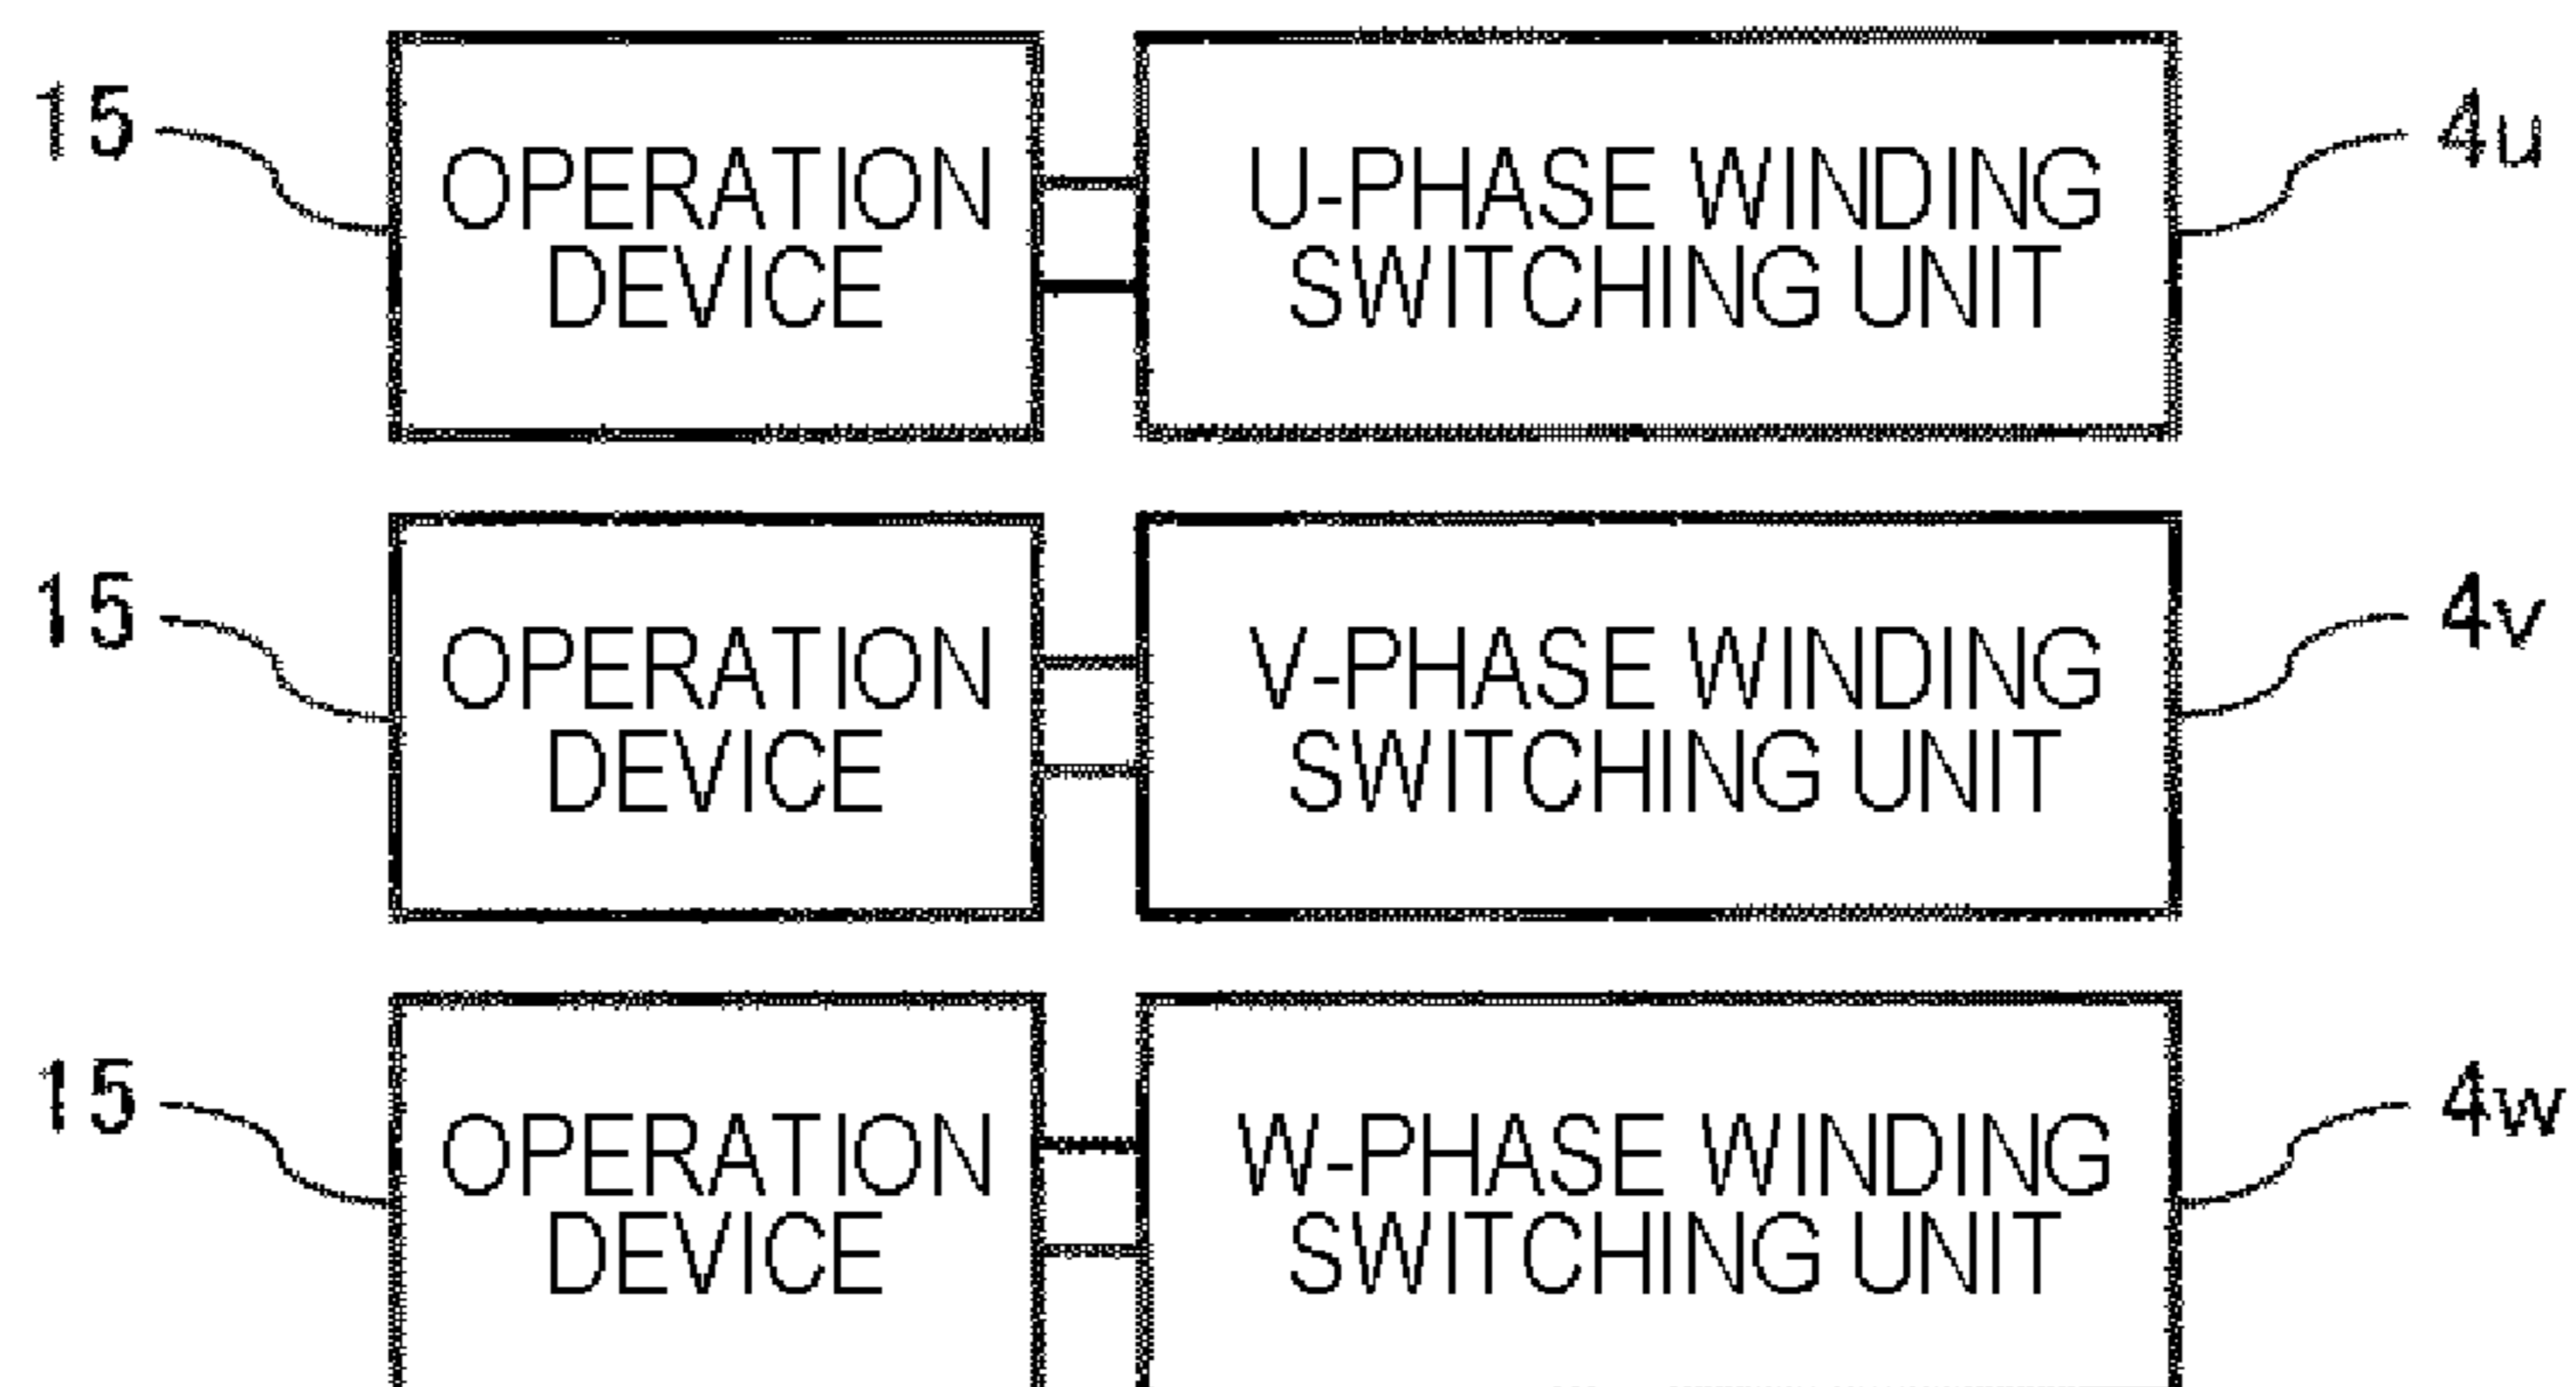 15
OPERATION
DEVICE
U-PHASE WINDING
SWITCHING UNIT
4u
15
OPERATION
DEVICE
V-PHASE WINDING
SWITCHING UNIT
4v
15
OPERATION
DEVICE
W-PHASE WINDING
SWITCHING UNIT
4w